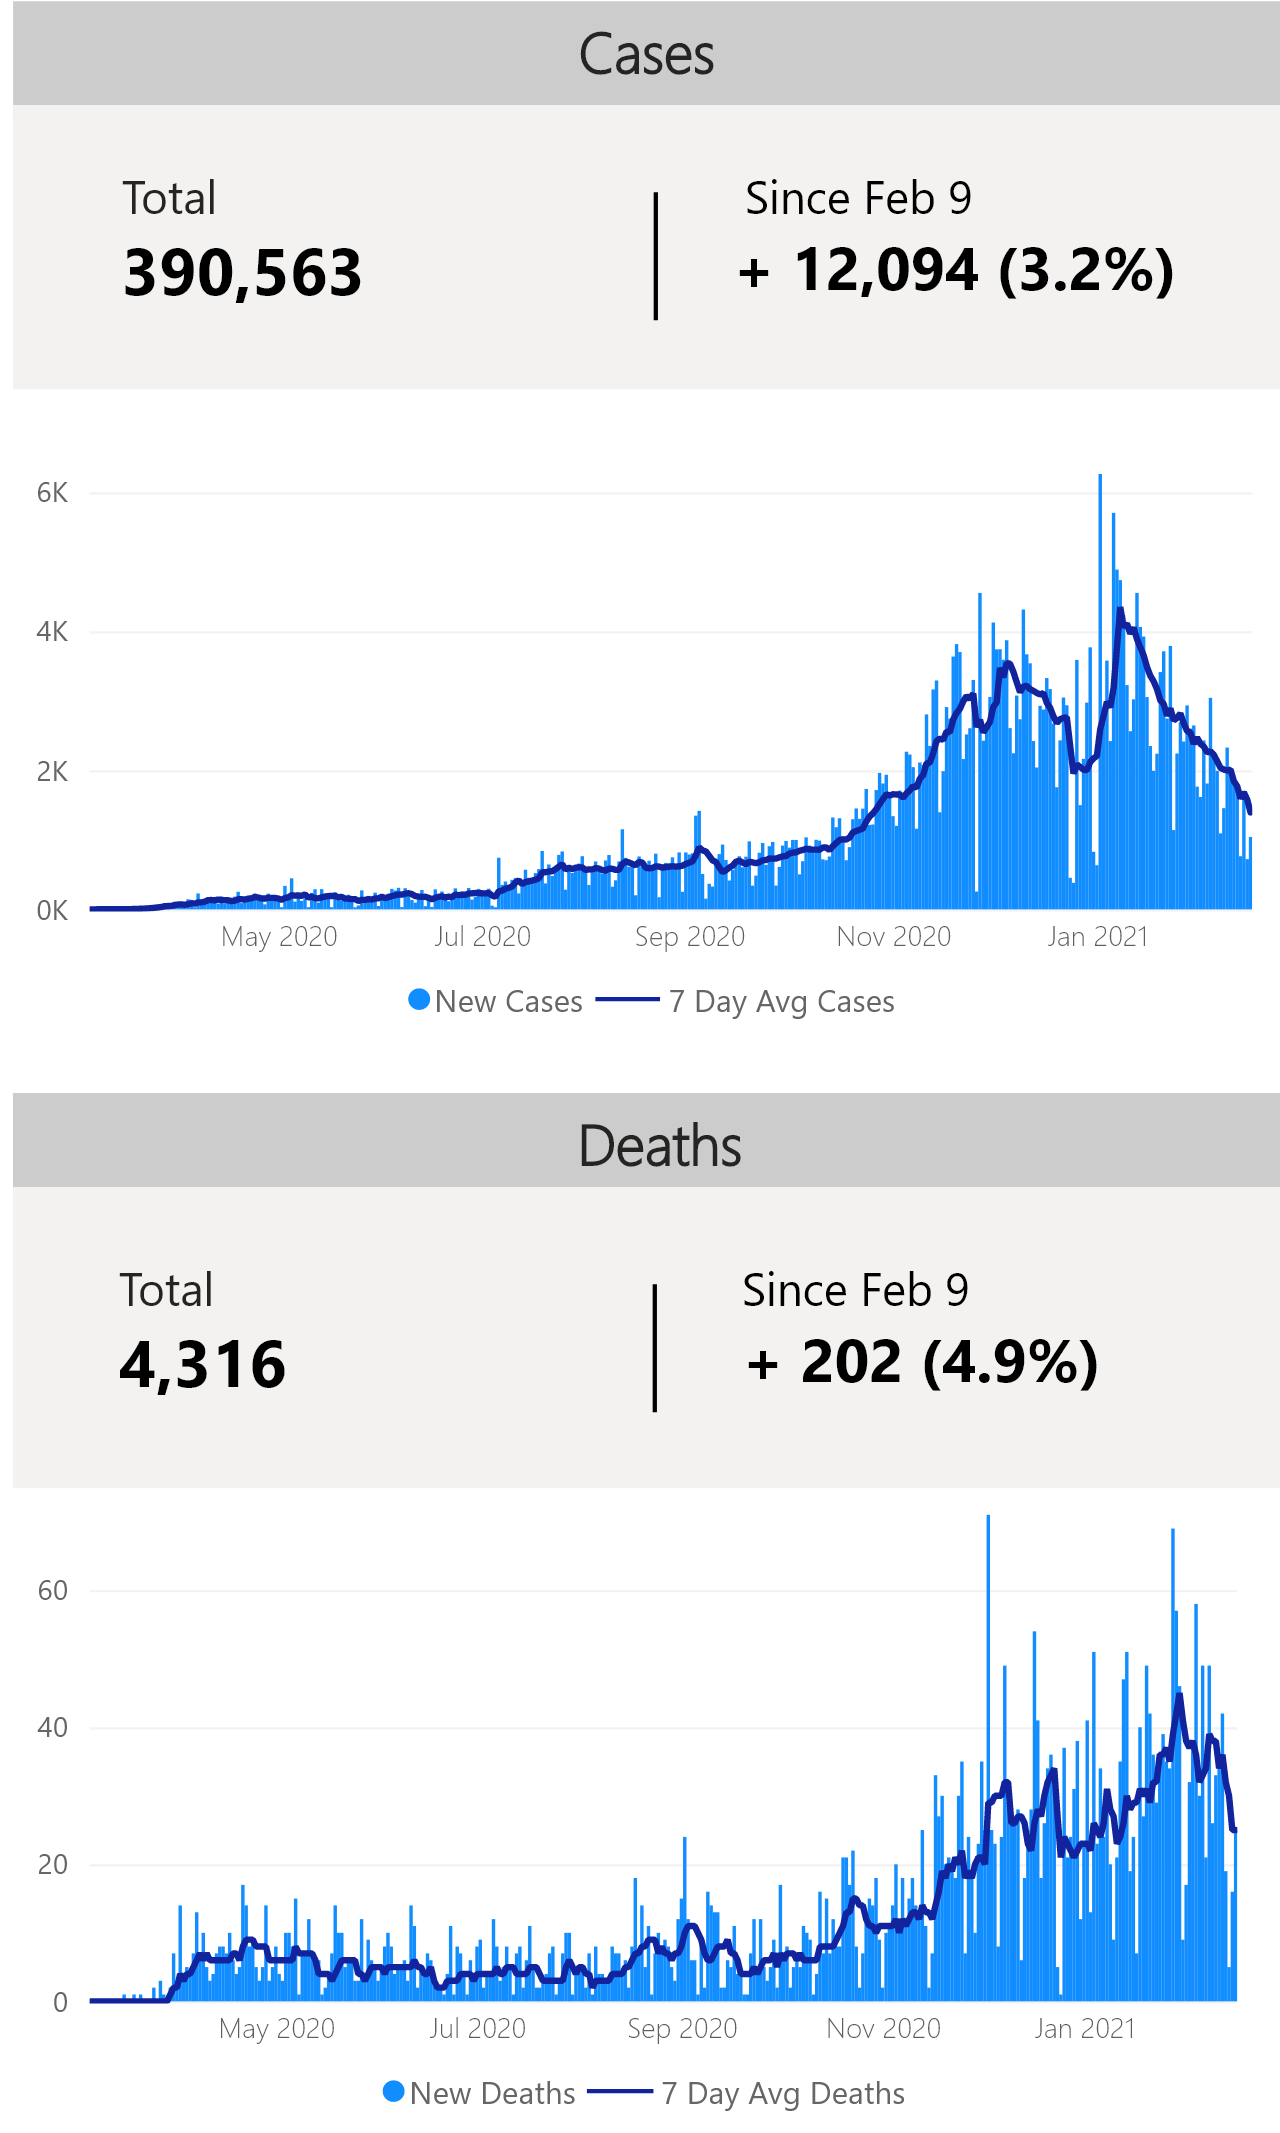 Cases
Total
Since Feb 9
390,563
+ 12,094 (3.2%)
6K
4K
2K
0K
May 2020
Jul 2020
Sep 2020
Nov 2020
Jan 2021
New Cases
7 Day Avg Cases
Deaths
Total
Since Feb 9
4,316
+ 202 (4.9%)
60
40
20
0
May 2020
Jul 2020
Sep 2020
Nov 2020
Jan 2021
New Deaths
7 Day Avg Deaths